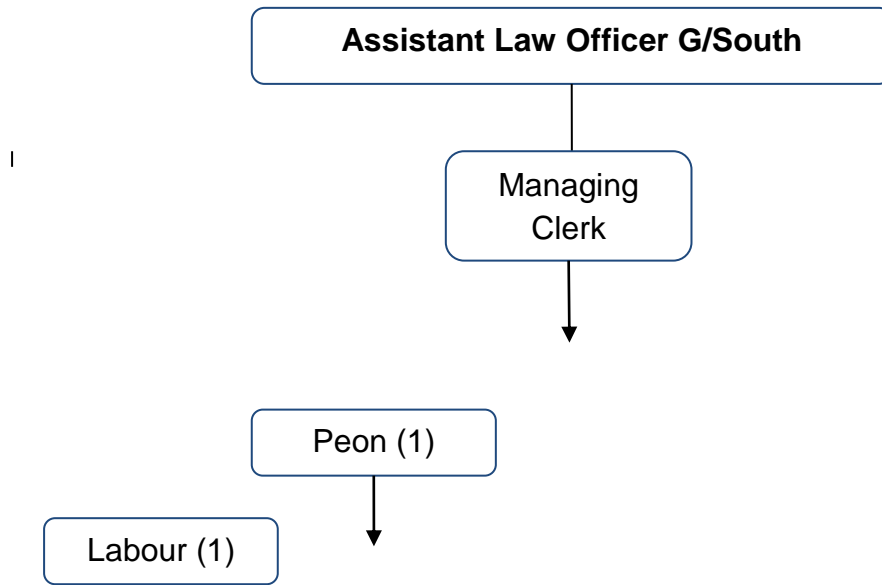 Assistant Law Officer G/South
Managing
Clerk
Peon (1)
Labour (1)